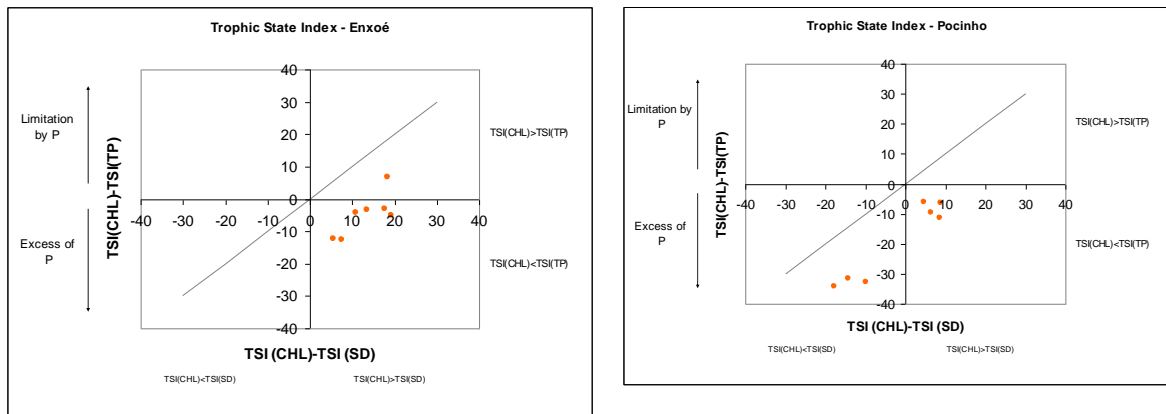 Trophic State Index - Enxoé
40
30
20
10
0
-10
-20
-30
-40
-40 -30 -20 -10 0 10 20 30 40
TSI (CHL)-TSI (SD)
TSI(CHL)-TSI(TP)
Limitation
by P
Excess of
P
TSI(CHL)>TSI(TP)
TSI(CHL)<TSI(TP)
TSI(CHL)<TSI(SD)
TSI(CHL)>TSI(SD)
Trophic State Index - Pocinho
40
30
20
10
0
-10
-20
-30
-40
-40 -30 -20 -10 0 10 20 30 40
TSI (CHL)-TSI (SD)
TSI(CHL)-TSI(TP)
Limitation by
P
Excess of
P
TSI(CHL)>TSI(TP)
TSI(CHL)<TSI(TP)
TSI(CHL)<TSI(SD)
TSI(CHL)>TSI(SD)